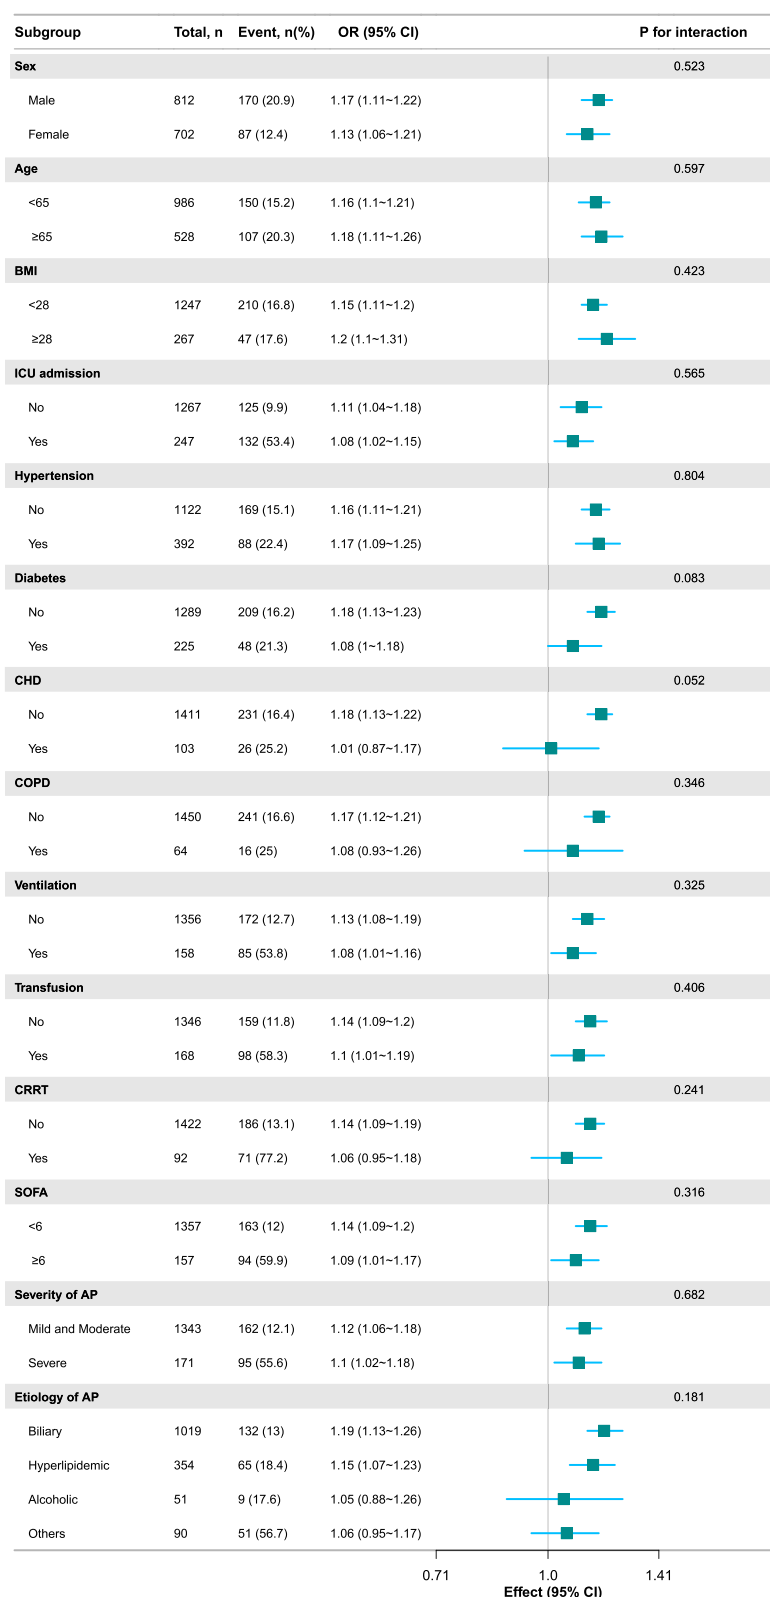 Subgroup Total, n Event, n(%) OR (95% CI) P for interaction
Sex 0.523
Male 812 170 (20.9) 1.17 (1.11~1.22)
Female 702 87 (12.4) 1.13 (1.06~1.21)
Age 0.597
<65 986 150 (15.2) 1.16 (1.1~1.21)
≥65 528 107 (20.3) 1.18 (1.11~1.26)
BMI 0.423
<28 1247 210 (16.8) 1.15 (1.11~1.2)
≥28 267 47 (17.6) 1.2 (1.1~1.31)
ICU admission 0.565
No 1267 125 (9.9) 1.11 (1.04~1.18)
Yes 247 132 (53.4) 1.08 (1.02~1.15)
Hypertension 0.804
No 1122 169 (15.1) 1.16 (1.11~1.21)
Yes 392 88 (22.4) 1.17 (1.09~1.25)
Diabetes 0.083
No 1289 209 (16.2) 1.18 (1.13~1.23)
Yes 225 48 (21.3) 1.08 (1~1.18)
CHD 0.052
No 1411 231 (16.4) 1.18 (1.13~1.22)
Yes 103 26 (25.2) 1.01 (0.87~1.17)
COPD 0.346
No 1450 241 (16.6) 1.17 (1.12~1.21)
Yes 64 16 (25) 1.08 (0.93~1.26)
Ventilation 0.325
No 1356 172 (12.7) 1.13 (1.08~1.19)
Yes 158 85 (53.8) 1.08 (1.01~1.16)
Transfusion 0.406
No 1346 159 (11.8) 1.14 (1.09~1.2)
Yes 168 98 (58.3) 1.1 (1.01~1.19)
CRRT 0.241
No 1422 186 (13.1) 1.14 (1.09~1.19)
Yes 92 71 (77.2) 1.06 (0.95~1.18)
SOFA 0.316
<6 1357 163 (12) 1.14 (1.09~1.2)
≥6 157 94 (59.9) 1.09 (1.01~1.17)
Severity of AP 0.682
Mild and Moderate 1343 162 (12.1) 1.12 (1.06~1.18)
Severe 171 95 (55.6) 1.1 (1.02~1.18)
Etiology of AP 0.181
Biliary 1019 132 (13) 1.19 (1.13~1.26)
Hyperlipidemic 354 65 (18.4) 1.15 (1.07~1.23)
Alcoholic 51 9 (17.6) 1.05 (0.88~1.26)
Others 90 51 (56.7) 1.06 (0.95~1.17)
0.71 1.0 1.41
Effect (95% CI)